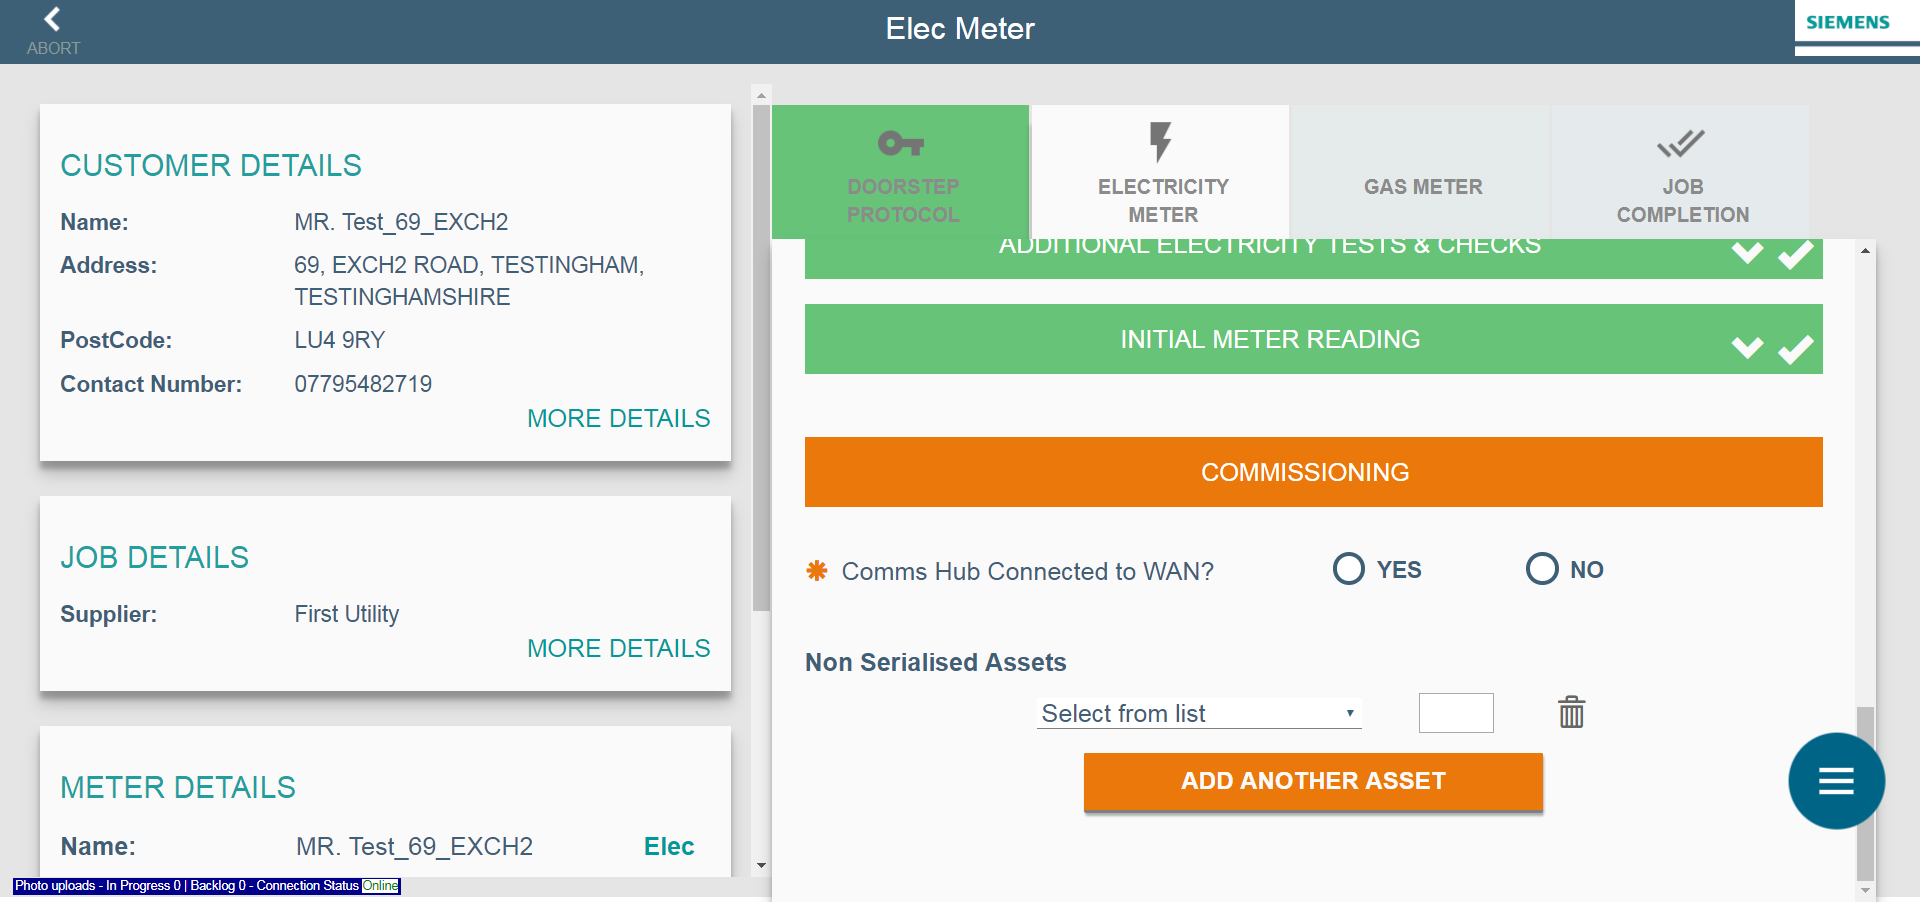 ABORT
Elec Meter
SIEMENS
CUSTOMER DETAILS
Name: MR. Test_69_EXCH2
Address: 69, EXCH2 ROAD, TESTINGHAM,
TESTINGHAMSHIRE
PostCode: LU4 9RY
Contact Number: 07795482719
MORE DETAILS
JOB DETAILS
Supplier: First Utility
MORE DETAILS
METER DETAILS
Name: MR. Test_69_EXCH2 Elec
Photo uploads - In Progress 0 | Backlog 0 - Connection Status Online
DOORSTEP
PROTOCOL
ELECTRICITY
METER
GAS METER
JOB
COMPLETION
ADDITIONAL ELECTRICITY TESTS & CHECKS
INITIAL METER READING
COMMISSIONING
✱ Comms Hub Connected to WAN? YES NO
Non Serialised Assets
Select from list
ADD ANOTHER ASSET